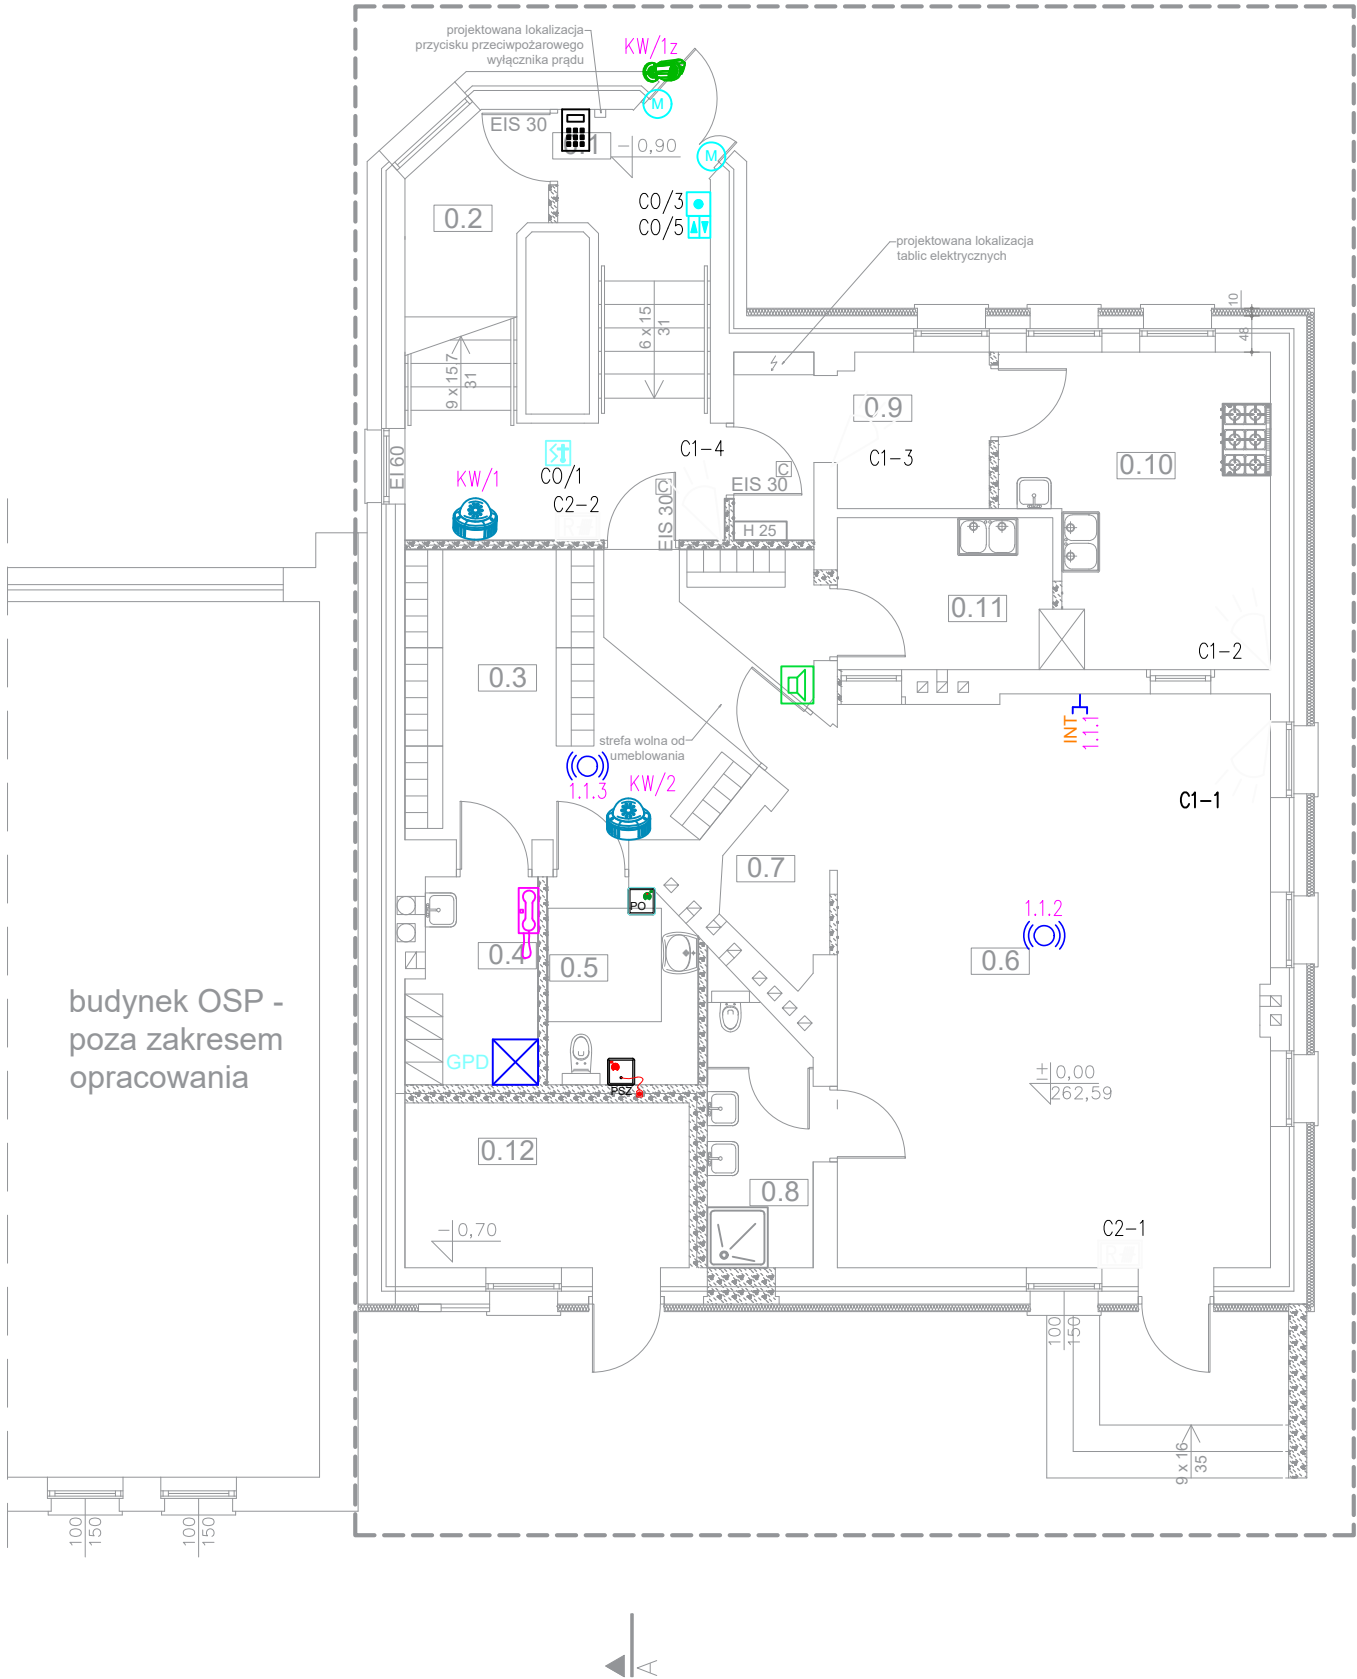 projektowana lokalizacja
przycisku przeciwpożarowego
wyłącznika prądu
KW/1z
M
EIS 30
-0,90
M
0.2
CO/3
CO/5
projektowana lokalizacja
tablic elektrycznych
10
48
6 x 15
31
9 x 15,7
31
0.9
C1-4
C1-3
0.10
EI 60
KW/1
CO/1
C2-2
C
C
EIS 30
EIS 30
H 25
0.11
C1-2
0.3
INT
1.1.1
strefa wolna od
umeblowania
1.1.3
KW/2
C1-1
0.7
PO
1.1.2
0.4
0.5
0.6
budynek OSP -
poza zakresem
opracowania
GPD
PSZ
± 0,00
262,59
0.12
0.8
-0,70
C2-1
100
150
9 x 16
35
100
150
100
150
A